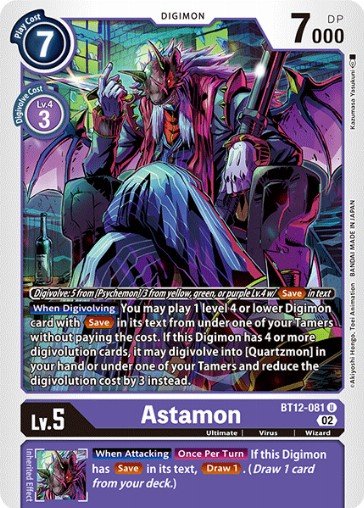 DIGIMON
Play Cost
7
7000 DP
Digivolve Cost
Lv.4
3
Kazumasa Yasukuni
©Akiyoshi Hongo, Toei Animation BANDAI MADE IN JAPAN
Digivolve: 5 from [Psychemon]/3 from yellow, green, or purple Lv.4 w/ Save in text
When Digivolving You may play 1 level 4 or lower Digimon
card with Save in its text from under one of your Tamers
without paying the cost. If this Digimon has 4 or more
digivolution cards, it may digivolve into [Quartzmon] in
your hand or under one of your Tamers and reduce the
digivolution cost by 3 instead.
BT12-081 U
Lv.5
Astamon
02
Ultimate Virus Wizard
Inherited Effect
When Attacking Once Per Turn If this Digimon
has Save in its text, Draw 1. (Draw 1 card
from your deck.)